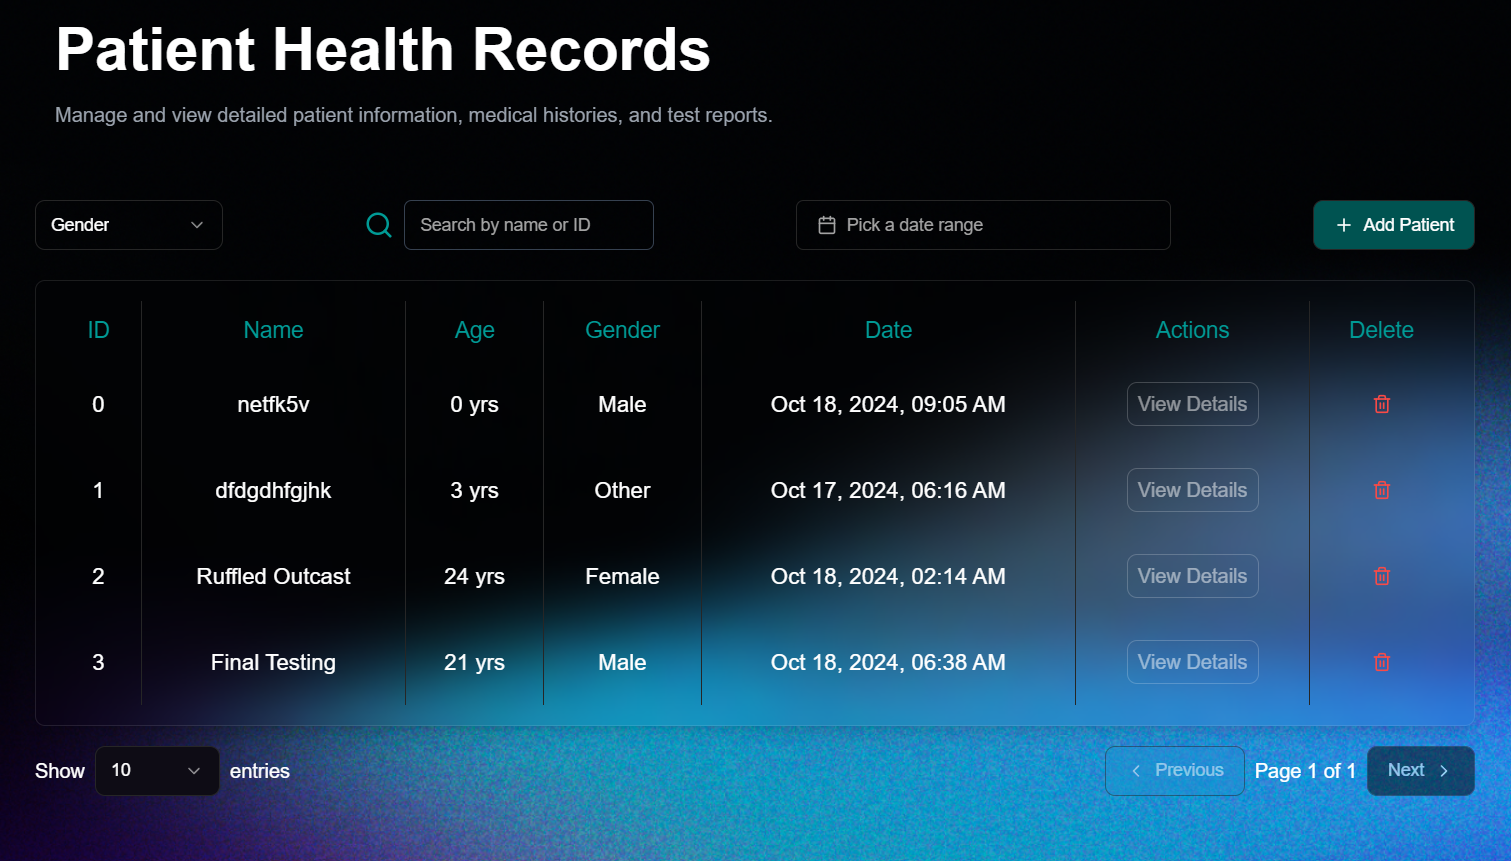 Patient Health Records
Manage and view detailed patient information, medical histories, and test reports.
Gender Search by name or ID Pick a date range + Add Patient
ID Name Age Gender Date Actions Delete
0 netfk5v 0 yrs Male Oct 18, 2024, 09:05 AM View Details
1 dfdgdhfgjhk 3 yrs Other Oct 17, 2024, 06:16 AM View Details
2 Ruffled Outcast 24 yrs Female Oct 18, 2024, 02:14 AM View Details
3 Final Testing 21 yrs Male Oct 18, 2024, 06:38 AM View Details
Show 10 entries Previous Page 1 of 1 Next